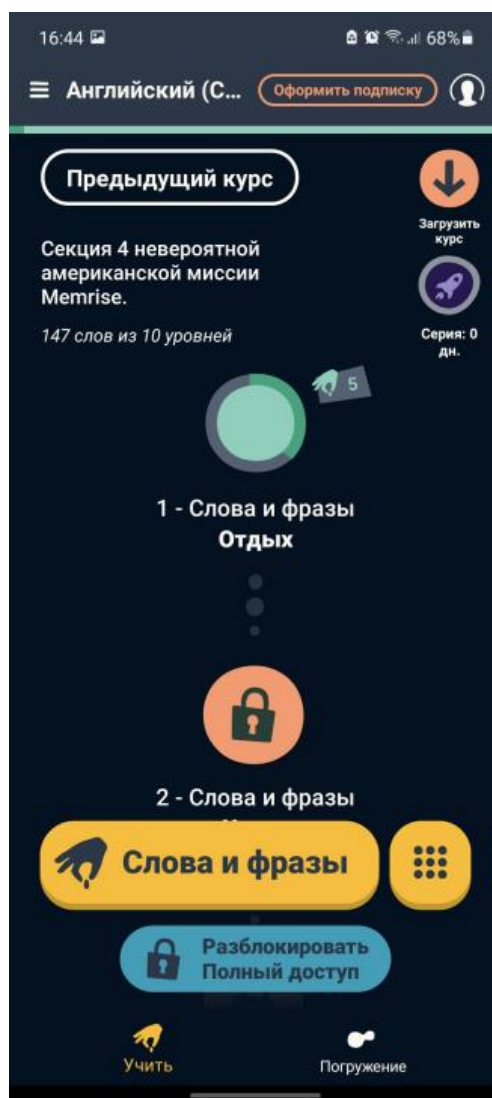 16:44 68%
Английский (С... Оформить подписку
Предыдущий курс
Загрузить
курс
Секция 4 невероятной
американской миссии
Memrise.
147 слов из 10 уровней
Серия: 0
дн.
5
1 - Слова и фразы
Отдых
2 - Слова и фразы
Слова и фразы
Разблокировать
Полный доступ
Учить Погружение